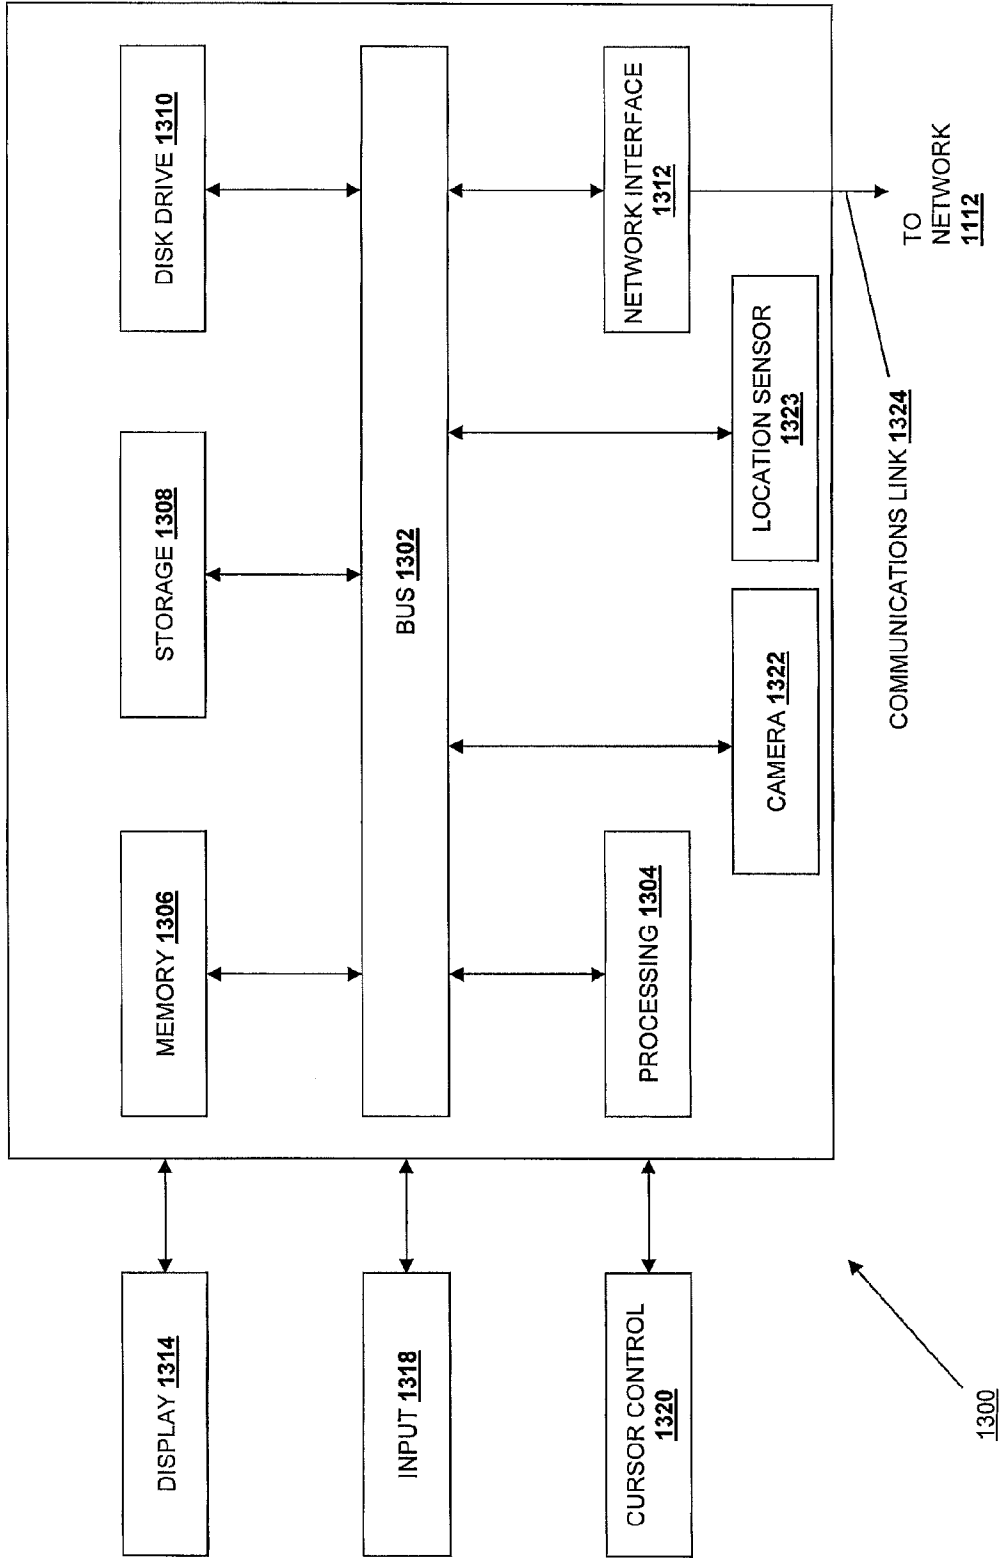 DISPLAY 1314
MEMORY 1306
STORAGE 1308
DISK DRIVE 1310
INPUT 1318
BUS 1302
CURSOR CONTROL
1320
PROCESSING 1304
NETWORK INTERFACE
1312
CAMERA 1322
LOCATION SENSOR
1323
COMMUNICATIONS LINK 1324
TO
NETWORK
1112
1300